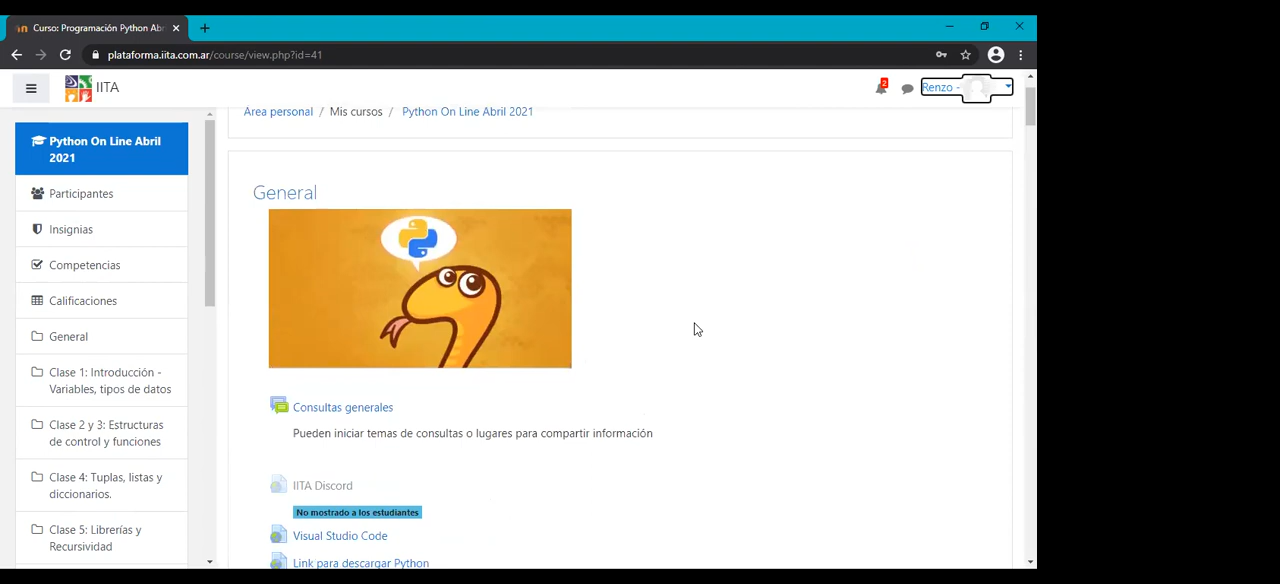 Curso: Programación Python Abr
plataforma.iita.com.ar/course/view.php?id=41
IITA
2
Renzo -
Área personal / Mis cursos / Python On Line Abril 2021
Python On Line Abril
2021
Participantes
Insignias
Competencias
Calificaciones
General
Clase 1: Introducción -
Variables, tipos de datos
Clase 2 y 3: Estructuras
de control y funciones
Clase 4: Tuplas, listas y
diccionarios.
Clase 5: Librerías y
Recursividad
General
Consultas generales
Pueden iniciar temas de consultas o lugares para compartir información
IITA Discord
No mostrado a los estudiantes
Visual Studio Code
Link para descargar Python